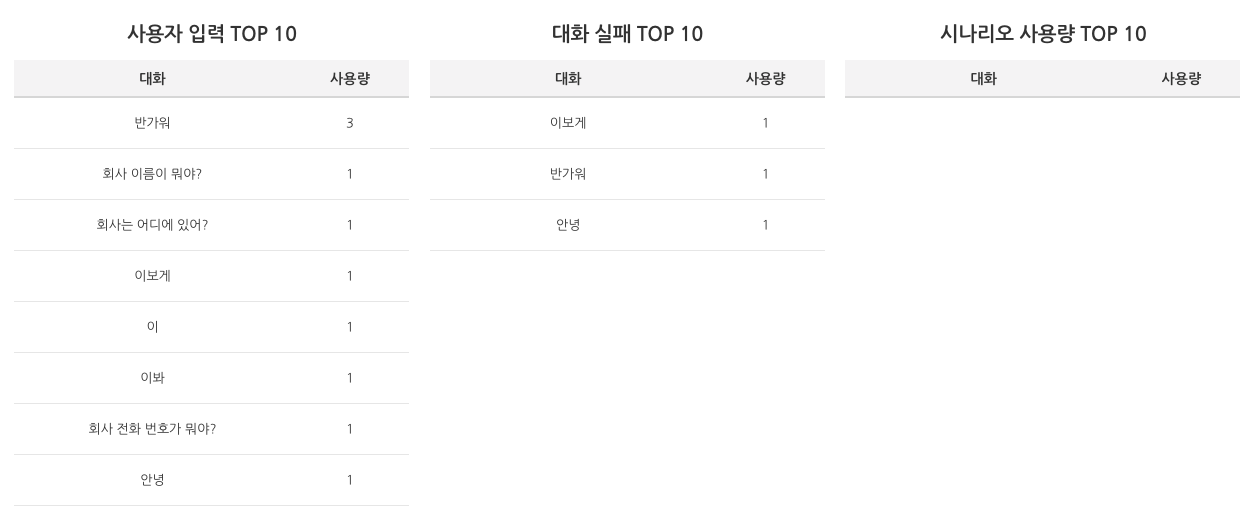 사용자 입력 TOP 10
대화 사용량
반가워 3
회사 이름이 뭐야? 1
회사는 어디에 있어? 1
이보게 1
이 1
이봐 1
회사 전화 번호가 뭐야? 1
안녕 1
대화 실패 TOP 10
대화 사용량
이보게 1
반가워 1
안녕 1
시나리오 사용량 TOP 10
대화 사용량